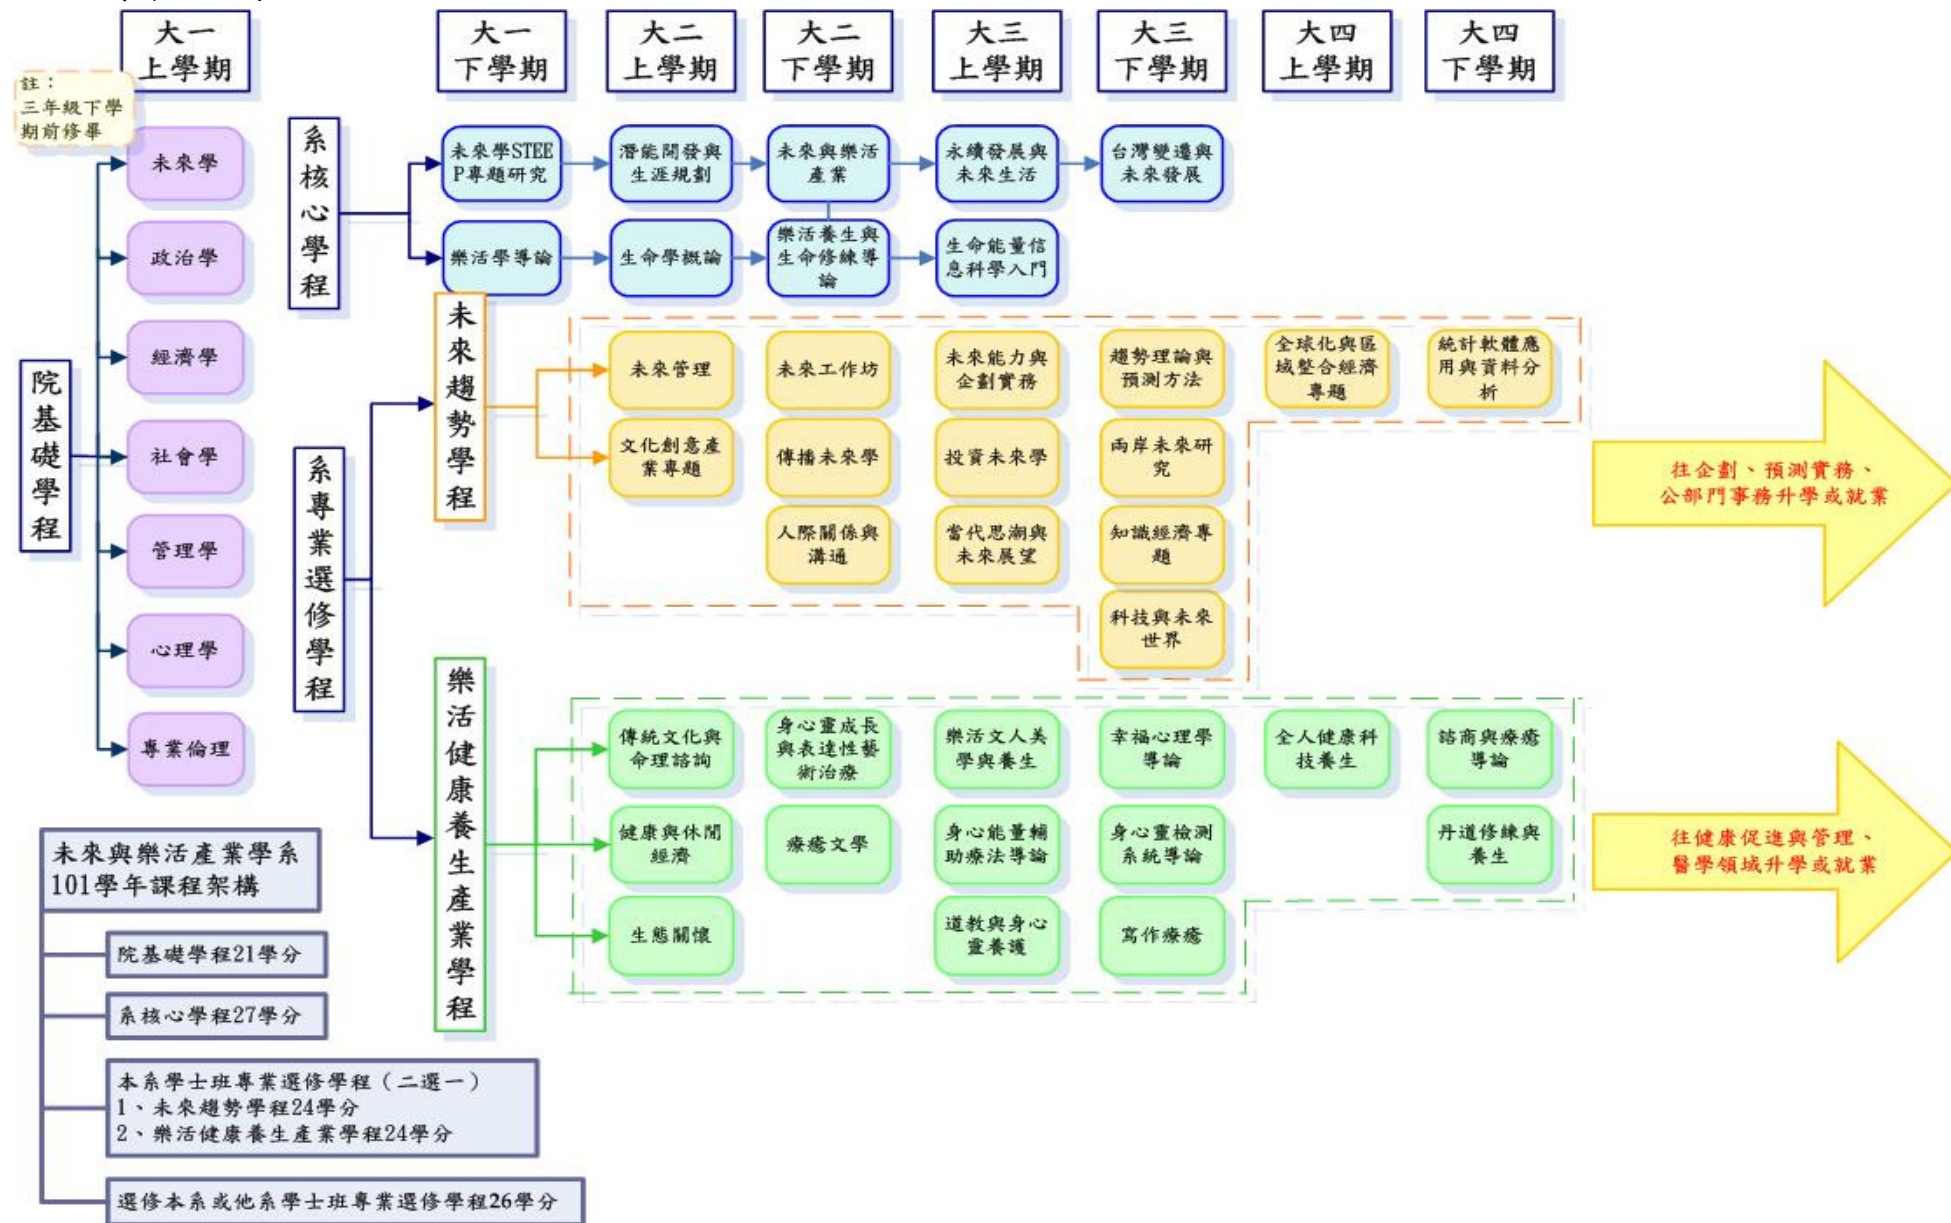 大一
上學期
大一
下學期
大二
上學期
大二
下學期
大三
上學期
大三
下學期
大四
上學期
大四
下學期
註：
三年級下學
期前修畢
院基礎學程
未來學
政治學
經濟學
社會學
管理學
心理學
專業倫理
系核心學程
未來學STEE
P專題研究
潛能開發與
生涯規劃
未來與樂活
產業
永續發展與
未來生活
台灣變遷與
未來發展
樂活學導論
生命學概論
樂活養生與
生命修練導
論
生命能量信
息科學入門
系專業選修學程
未來趨勢學程
未來管理
未來工作坊
未來能力與
企劃實務
趨勢理論與
預測方法
全球化與區
域整合經濟
專題
統計軟體應
用與資料分
析
文化創意產
業專題
傳播未來學
投資未來學
兩岸未來研
究
人際關係與
溝通
當代思潮與
未來展望
知識經濟專
題
科技與未來
世界
往企劃、預測實務、
公部門事務升學或就業
樂活健康養生產業學程
傳統文化與
命理諮詢
身心靈成長
與表達性藝
術治療
樂活文人美
學與養生
幸福心理學
導論
全人健康科
技養生
諮商與療癒
導論
健康與休閒
經濟
療癒文學
身心能量輔
助療法導論
身心靈檢測
系統導論
丹道修練與
養生
生態關懷
道教與身心
靈養護
寫作療癒
往健康促進與管理、
醫學領域升學或就業
未來與樂活產業學系
101學年課程架構
院基礎學程21學分
系核心學程27學分
本系學士班專業選修學程（二選一）
1、未來趨勢學程24學分
2、樂活健康養生產業學程24學分
選修本系或他系學士班專業選修學程26學分